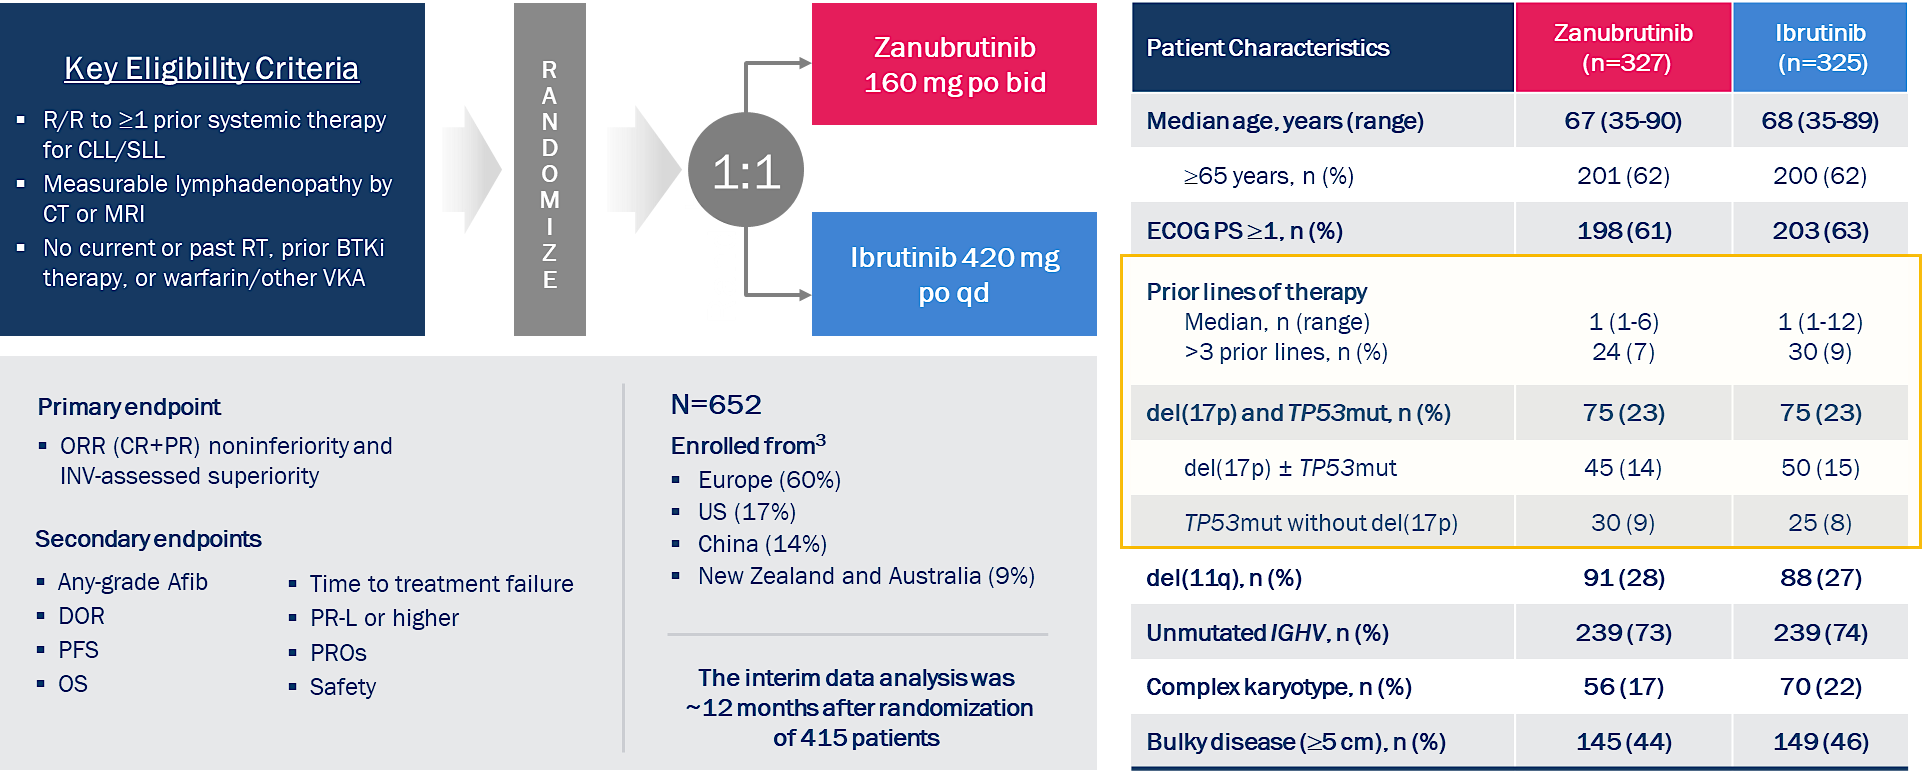 Key Eligibility Criteria
▪ R/R to ≥1 prior systemic therapy
for CLL/SLL
▪ Measurable lymphadenopathy by
CT or MRI
▪ No current or past RT, prior BTKi
therapy, or warfarin/other VKA
RANDOMIZE
1:1
Zanubrutinib
160 mg po bid
Ibrutinib 420 mg
po qd
Primary endpoint
▪ ORR (CR+PR) noninferiority and
INV-assessed superiority
Secondary endpoints
▪ Any-grade Afib
▪ DOR
▪ PFS
▪ OS
▪ Time to treatment failure
▪ PR-L or higher
▪ PROs
▪ Safety
N=652
Enrolled from³
▪ Europe (60%)
▪ US (17%)
▪ China (14%)
▪ New Zealand and Australia (9%)
The interim data analysis was
~12 months after randomization
of 415 patients
Patient Characteristics Zanubrutinib (n=327) Ibrutinib (n=325)
Median age, years (range) 67 (35-90) 68 (35-89)
≥65 years, n (%) 201 (62) 200 (62)
ECOG PS ≥1, n (%) 198 (61) 203 (63)
Prior lines of therapy
Median, n (range) 1 (1-6) 1 (1-12)
>3 prior lines, n (%) 24 (7) 30 (9)
del(17p) and TP53mut, n (%) 75 (23) 75 (23)
del(17p) ± TP53mut 45 (14) 50 (15)
TP53mut without del(17p) 30 (9) 25 (8)
del(11q), n (%) 91 (28) 88 (27)
Unmutated IGHV, n (%) 239 (73) 239 (74)
Complex karyotype, n (%) 56 (17) 70 (22)
Bulky disease (≥5 cm), n (%) 145 (44) 149 (46)